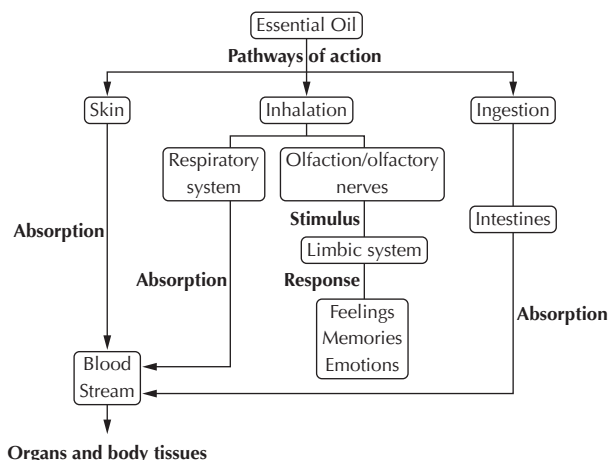 Essential Oil
Pathways of action
Skin
Inhalation
Ingestion
Respiratory
system
Olfaction/olfactory
nerves
Absorption
Stimulus
Intestines
Limbic system
Absorption
Response
Feelings
Memories
Emotions
Absorption
Blood
Stream
Organs and body tissues